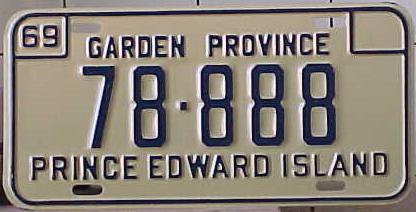 69
GARDEN PROVINCE
78·888
PRINCE EDWARD ISLAND